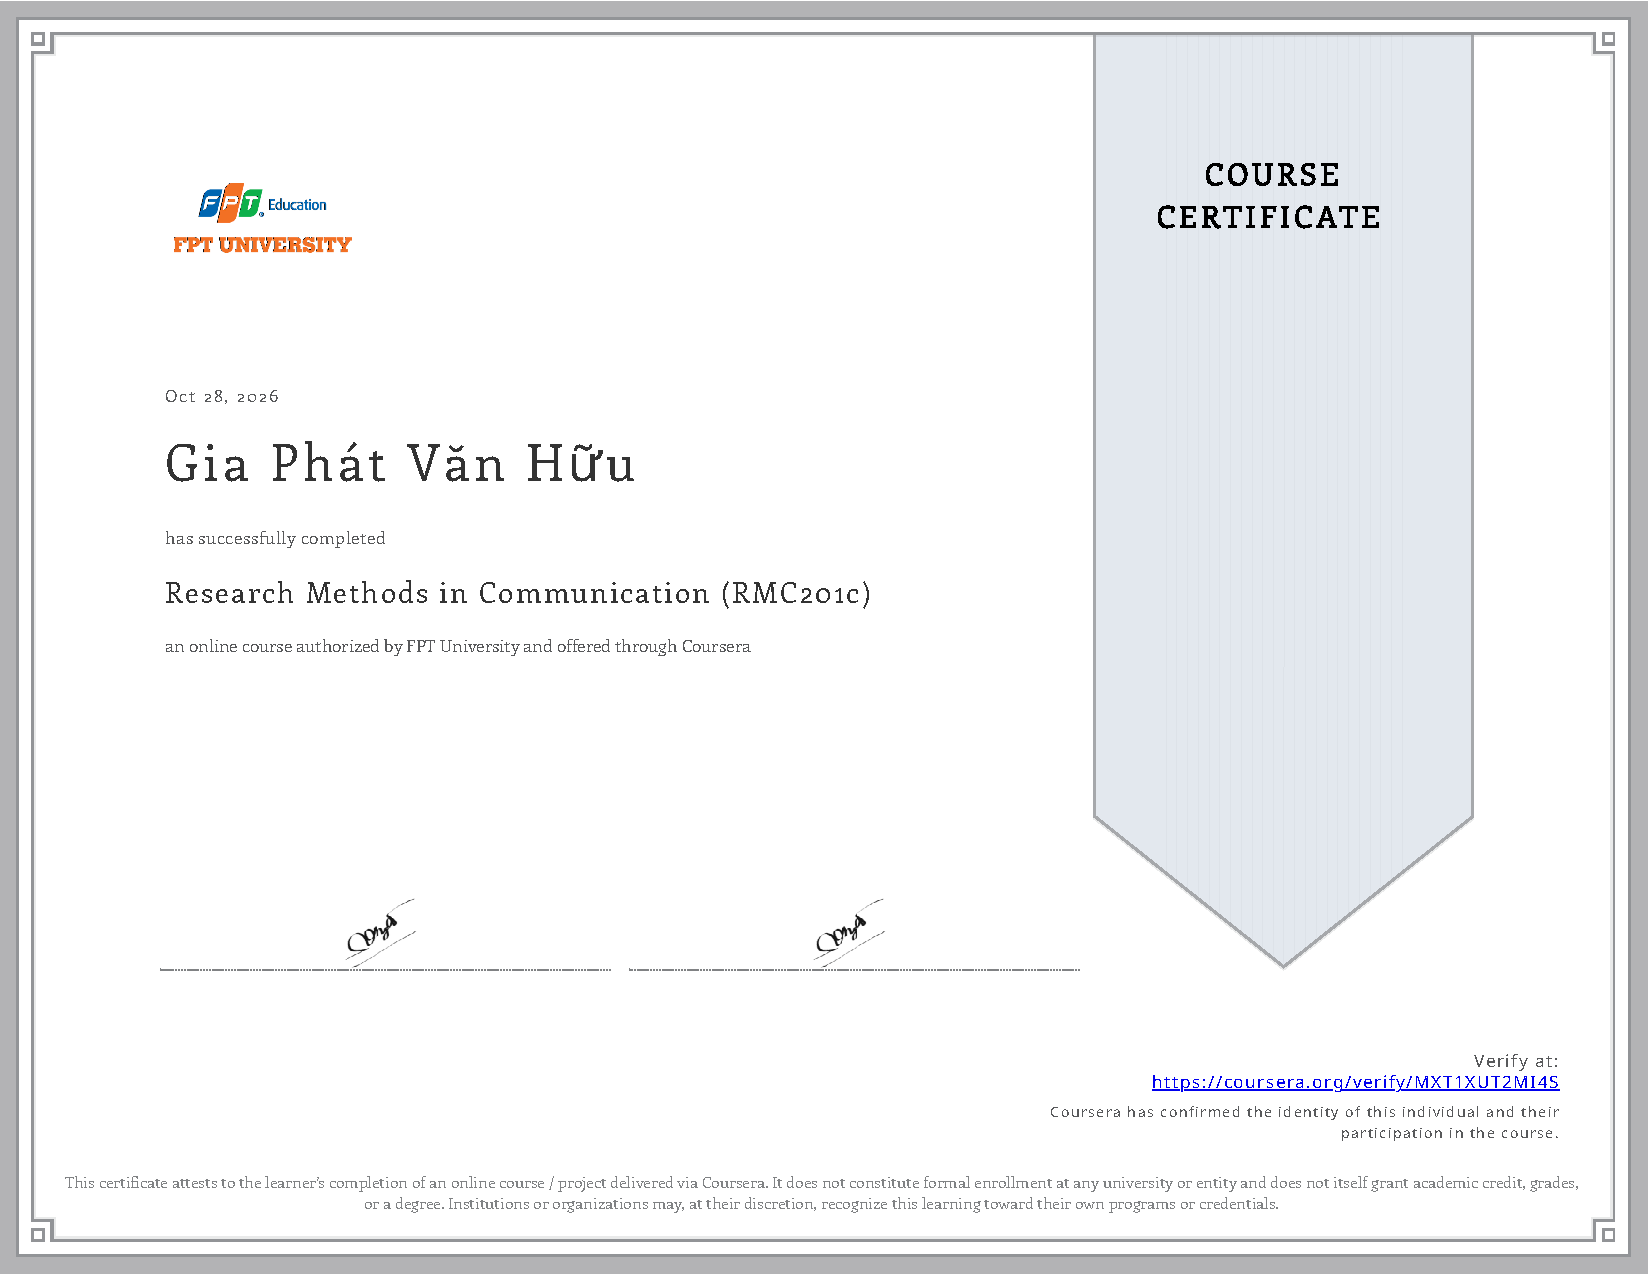 FPT Education
FPT UNIVERSITY
COURSE
CERTIFICATE
Oct 28, 2026
Gia Phát Văn Hữu
has successfully completed
Research Methods in Communication (RMC201c)
an online course authorized by FPT University and offered through Coursera
Verify at:
https://coursera.org/verify/MXT1XUT2MI4S
Coursera has confirmed the identity of this individual and their
participation in the course.
This certificate attests to the learner's completion of an online course / project delivered via Coursera. It does not constitute formal enrollment at any university or entity and does not itself grant academic credit, grades,
or a degree. Institutions or organizations may, at their discretion, recognize this learning toward their own programs or credentials.